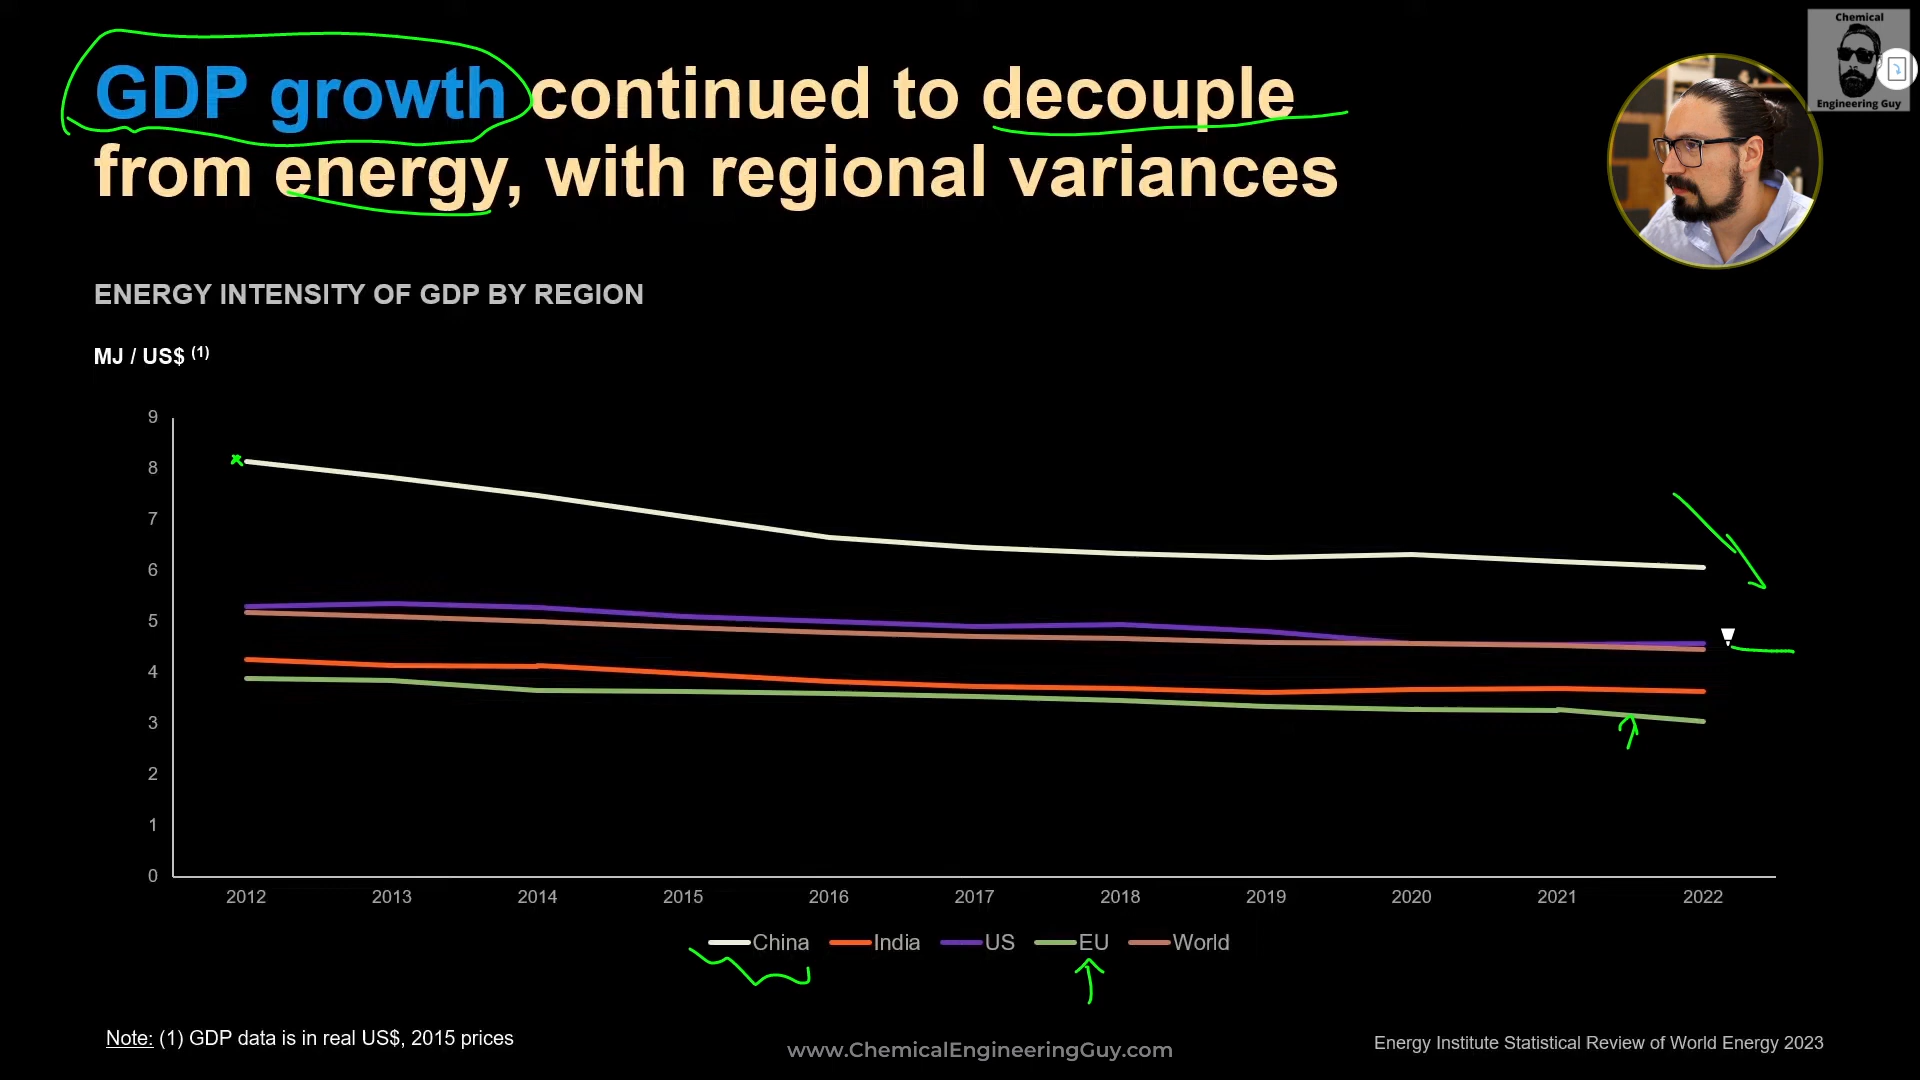 Chemical
Engineering Guy
GDP growth continued to decouple
from energy, with regional variances
ENERGY INTENSITY OF GDP BY REGION
MJ / US$ (1)
9
8
7
6
5
4
3
2
1
0
2012 2013 2014 2015 2016 2017 2018 2019 2020 2021 2022
China India US EU World
Note: (1) GDP data is in real US$, 2015 prices
www.ChemicalEngineeringGuy.com
Energy Institute Statistical Review of World Energy 2023